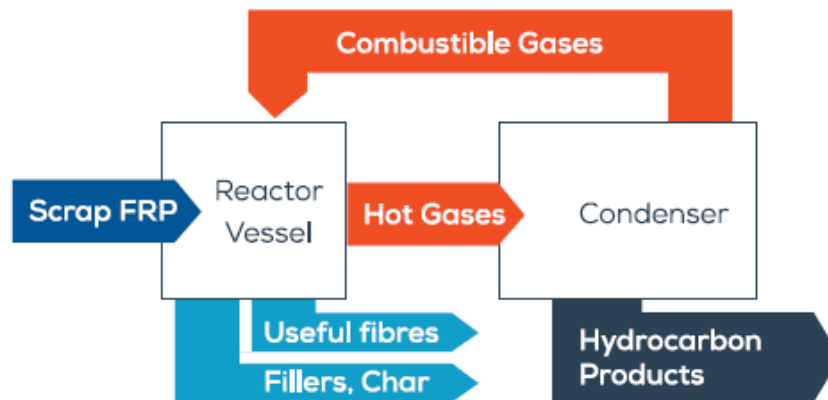 Combustible Gases
Scrap FRP
Reactor
Vessel
Hot Gases
Condenser
Useful fibres
Fillers, Char
Hydrocarbon
Products